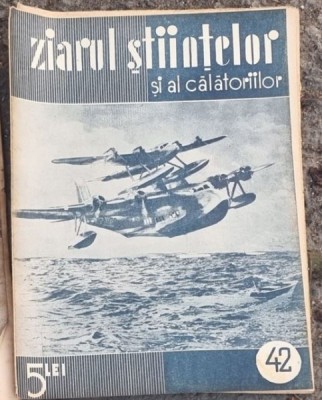 ziarul științelor
și al călătoriilor
5 LEI
42